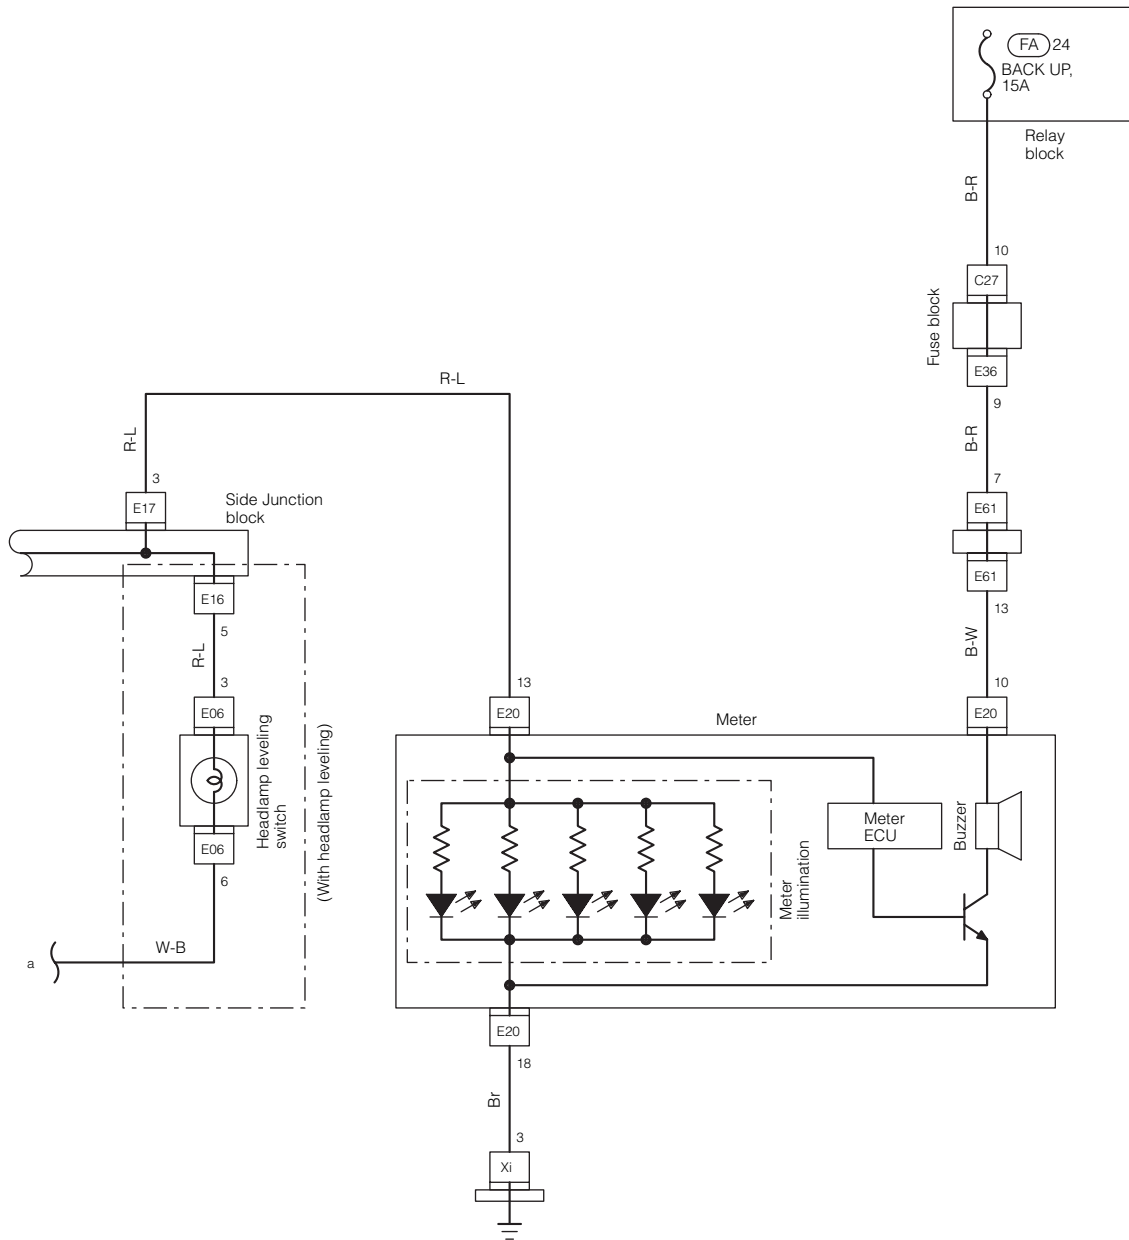 FA 24
BACK UP,
15A
Relay
block
B-R
10
C27
Fuse block
E36
9
R-L
B-R
R-L
3
7
E17
Side Junction
block
E61
E61
E16
13
5
R-L
B-W
3
13
10
E06
E20
Meter
E20
Headlamp leveling
switch
(With headlamp leveling)
Meter
ECU
Buzzer
E06
6
Meter
illumination
W-B
a
E20
18
Br
3
Xi